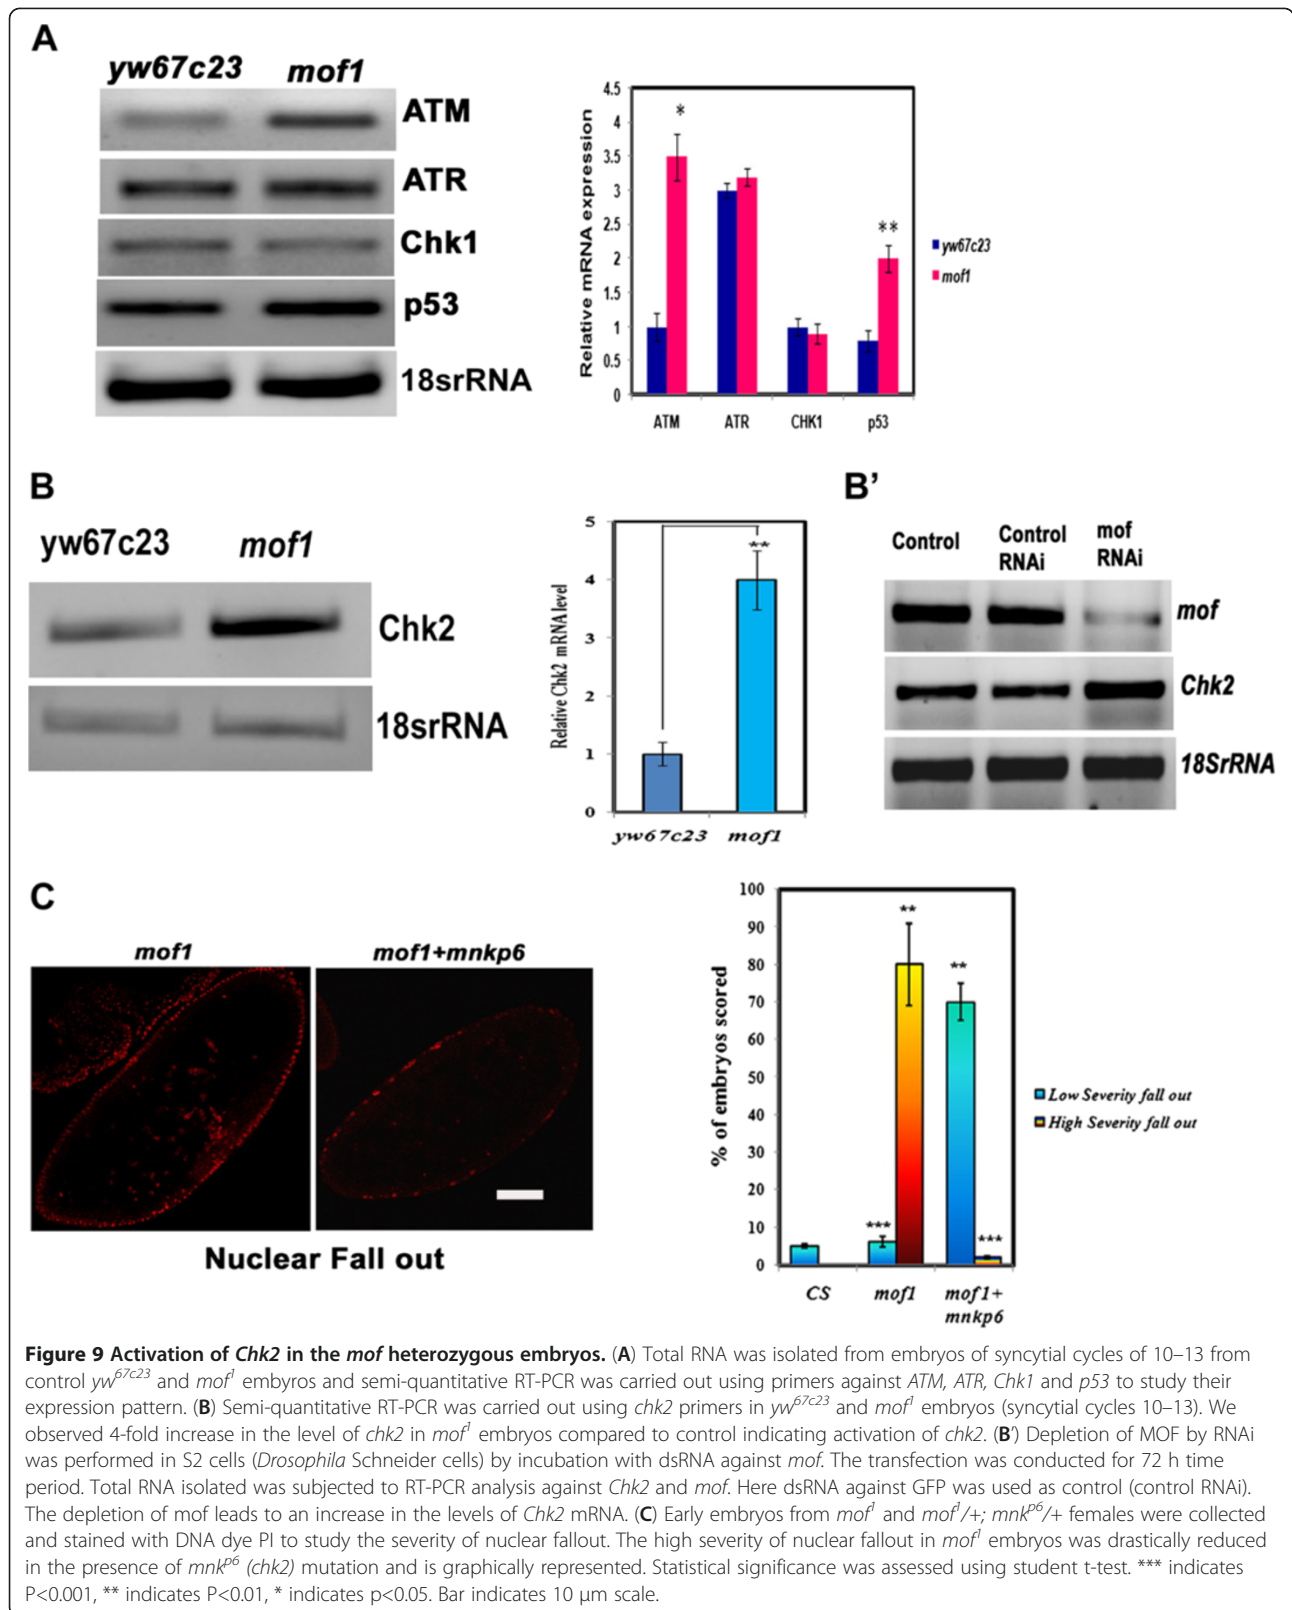 A
yw67c23 mof1
ATM
ATR
Chk1
p53
18srRNA
Relative mRNA expression
4.5
4
3.5
3
2.5
2
1.5
1
0.5
0
*
**
ATM ATR CHK1 p53
yw67c23
mof1
B
yw67c23 mof1
Chk2
18srRNA
Relative Chk2 mRNA level
5
4
3
2
1
0
**
yw67c23 mof1
B'
Control Control RNAi mof RNAi
mof
Chk2
18SrRNA
C
mof1 mof1+mnkp6
Nuclear Fall out
% of embyros scored
100
90
80
70
60
50
40
30
20
10
0
***
**
**
***
CS mof1 mof1+ mnkp6
Low Severity fall out
High Severity fall out
Figure 9 Activation of Chk2 in the mof heterozygous embryos. (A) Total RNA was isolated from embryos of syncytial cycles of 10–13 from
control yw67c23 and mof1 embyros and semi-quantitative RT-PCR was carried out using primers against ATM, ATR, Chk1 and p53 to study their
expression pattern. (B) Semi-quantitative RT-PCR was carried out using chk2 primers in yw67c23 and mof1 embryos (syncytial cycles 10–13). We
observed 4-fold increase in the level of chk2 in mof1 embryos compared to control indicating activation of chk2. (B') Depletion of MOF by RNAi
was performed in S2 cells (Drosophila Schneider cells) by incubation with dsRNA against mof. The transfection was conducted for 72 h time
period. Total RNA isolated was subjected to RT-PCR analysis against Chk2 and mof. Here dsRNA against GFP was used as control (control RNAi).
The depletion of mof leads to an increase in the levels of Chk2 mRNA. (C) Early embryos from mof1 and mof1/+; mnkp6/+ females were collected
and stained with DNA dye PI to study the severity of nuclear fallout. The high severity of nuclear fallout in mof1 embryos was drastically reduced
in the presence of mnkp6 (chk2) mutation and is graphically represented. Statistical significance was assessed using student t-test. *** indicates
P<0.001, ** indicates P<0.01, * indicates p<0.05. Bar indicates 10 μm scale.